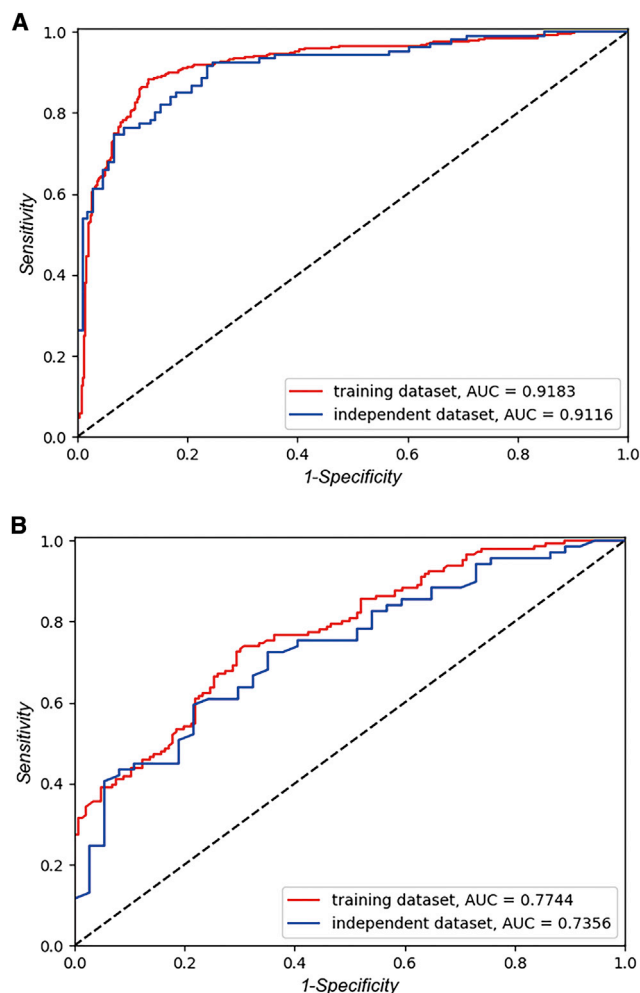 A
1.0
0.8
0.6
0.4
0.2
0.0
Sensitivity
training dataset, AUC = 0.9183
independent dataset, AUC = 0.9116
0.0 0.2 0.4 0.6 0.8 1.0
1-Specificity
B
1.0
0.8
0.6
0.4
0.2
0.0
Sensitivity
training dataset, AUC = 0.7744
independent dataset, AUC = 0.7356
0.0 0.2 0.4 0.6 0.8 1.0
1-Specificity